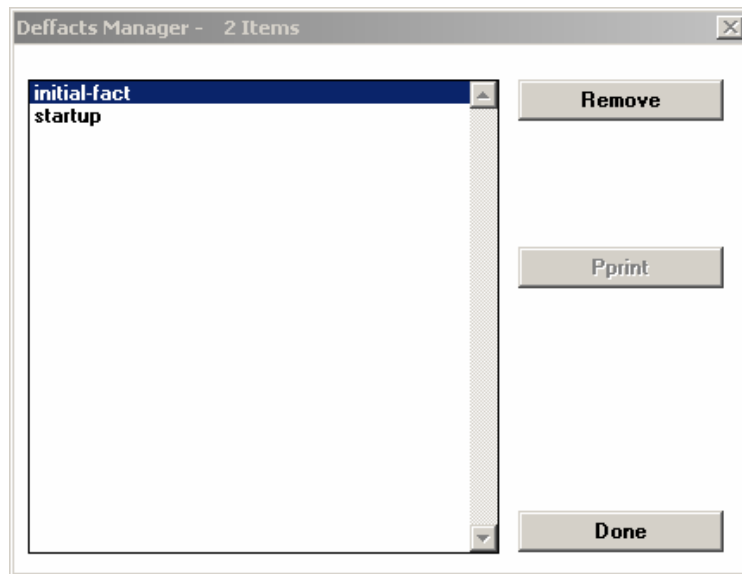 Deffacts Manager - 2 Items
initial-fact
startup
Remove
Pprint
Done